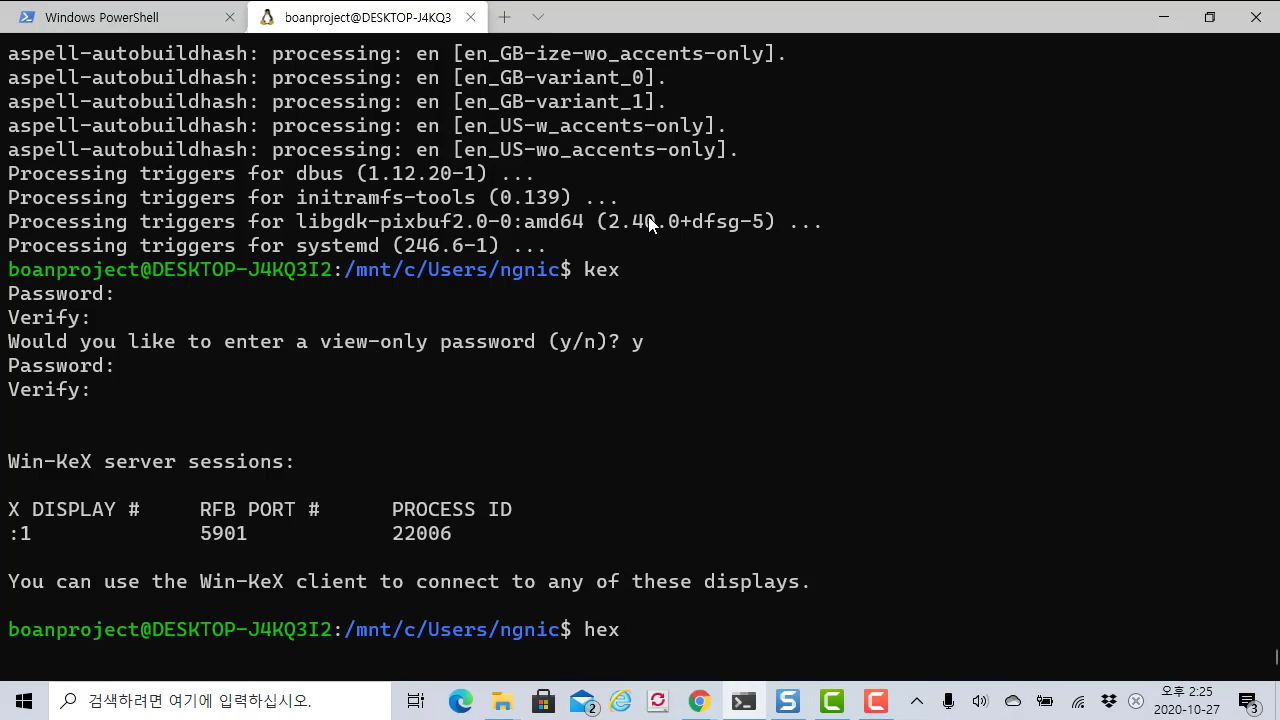 Windows PowerShell
boanproject@DESKTOP-J4KQ3
aspell-autobuildhash: processing: en [en_GB-ize-wo_accents-only].
aspell-autobuildhash: processing: en [en_GB-variant_0].
aspell-autobuildhash: processing: en [en_GB-variant_1].
aspell-autobuildhash: processing: en [en_US-w_accents-only].
aspell-autobuildhash: processing: en [en_US-wo_accents-only].
Processing triggers for dbus (1.12.20-1) ...
Processing triggers for initramfs-tools (0.139) ...
Processing triggers for libgdk-pixbuf2.0-0:amd64 (2.40.0+dfsg-5) ...
Processing triggers for systemd (246.6-1) ...
boanproject@DESKTOP-J4KQ3I2:/mnt/c/Users/ngnic$ kex
Password:
Verify:
Would you like to enter a view-only password (y/n)? y
Password:
Verify:
Win-KeX server sessions:
X DISPLAY # RFB PORT # PROCESS ID
:1 5901 22006
You can use the Win-KeX client to connect to any of these displays.
boanproject@DESKTOP-J4KQ3I2:/mnt/c/Users/ngnic$ hex
검색하려면 여기에 입력하십시오.
2
오후 2:25
2020-10-27
3